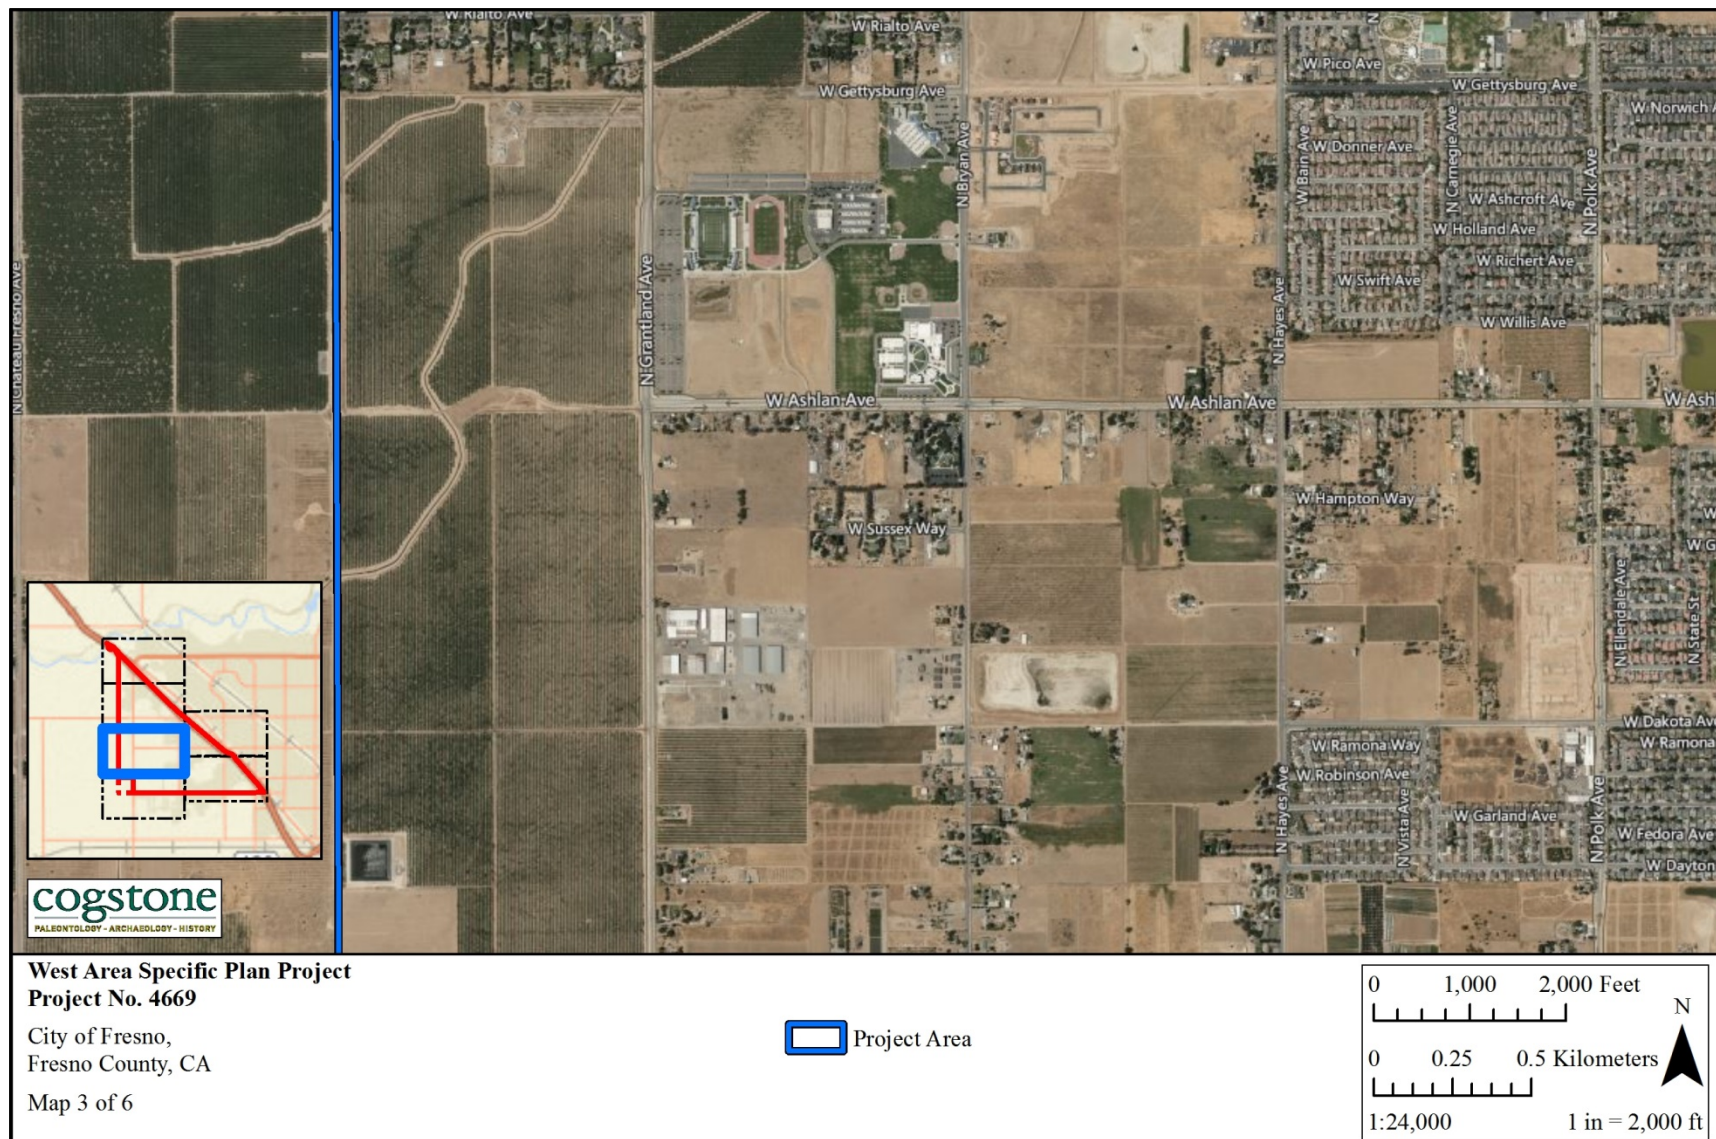 W Rialto Ave
W Rialto Ave
W Pico Ave
W Gettysburg Ave
W Gettysburg Ave
W Norwich A
N Bryan Ave
N Bain Ave
W Donner Ave
N Carnegie Ave
N Polk Ave
W Ashcroft Ave
W Holland Ave
W Richert Ave
W Swift Ave
N Chateau Fresno Ave
N Grantland Ave
N Hayes Ave
W Willis Ave
W Ashlan Ave
W Ashlan Ave
W Ash
W Hampton Way
W Sussex Way
W
W G
N Ellendale Ave
N State St
W Dakota Ave
W Ramona Way
W Ramona
W Robinson Ave
N Hayes Ave
N Vista Ave
W Garland Ave
N Polk Ave
W Fedora Ave
W Dayton
cogstone
PALEONTOLOGY - ARCHAEOLOGY - HISTORY
West Area Specific Plan Project
Project No. 4669
City of Fresno,
Fresno County, CA
Map 3 of 6
Project Area
0 1,000 2,000 Feet
N
0 0.25 0.5 Kilometers
1:24,000 1 in = 2,000 ft